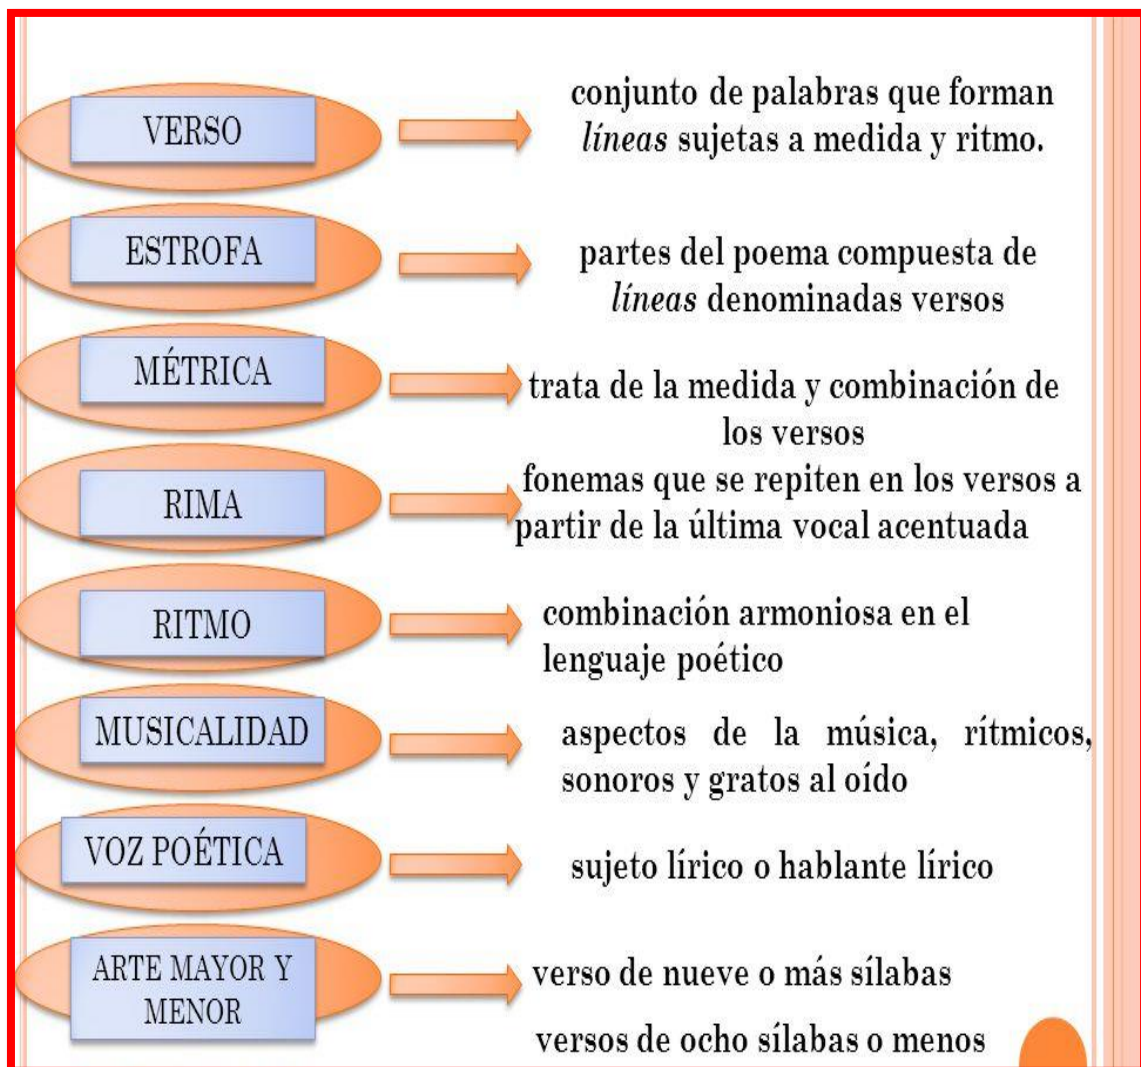 VERSO
conjunto de palabras que forman
líneas sujetas a medida y ritmo.
ESTROFA
partes del poema compuesta de
líneas denominadas versos
MÉTRICA
trata de la medida y combinación de
los versos
RIMA
fonemas que se repiten en los versos a
partir de la última vocal acentuada
RITMO
combinación armoniosa en el
lenguaje poético
MUSICALIDAD
aspectos de la música, rítmicos,
sonoros y gratos al oído
VOZ POÉTICA
sujeto lírico o hablante lírico
ARTE MAYOR Y
MENOR
verso de nueve o más sílabas
versos de ocho sílabas o menos